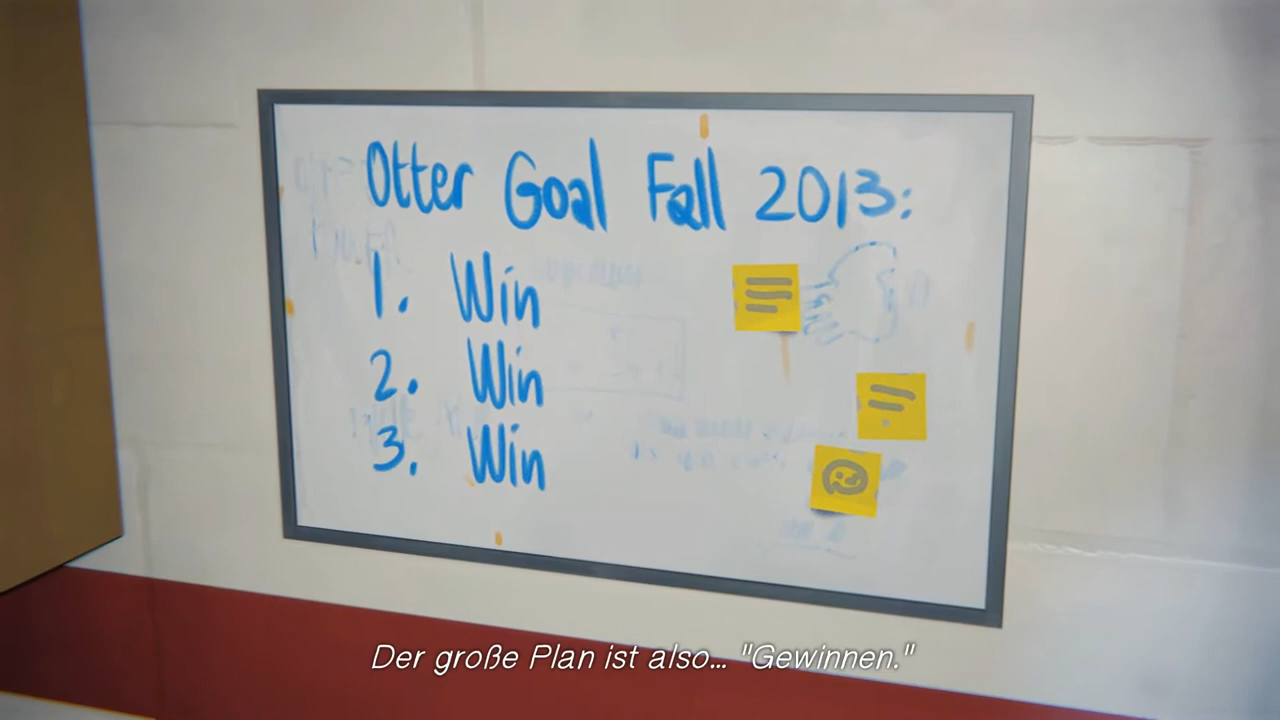 Otter Goal Fall 2013:
1. Win
2. Win
3. Win
Der große Plan ist also... "Gewinnen."